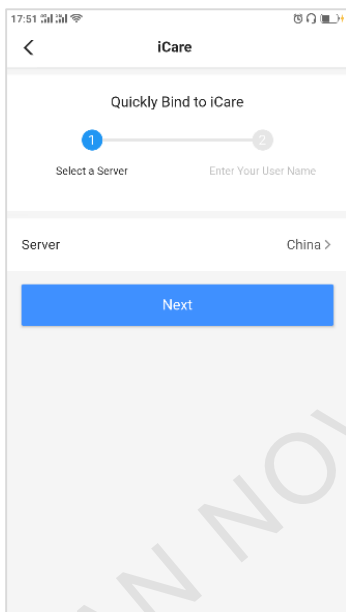 17:51
iCare
Quickly Bind to iCare
1
2
Select a Server
Enter Your User Name
Server
China >
Next